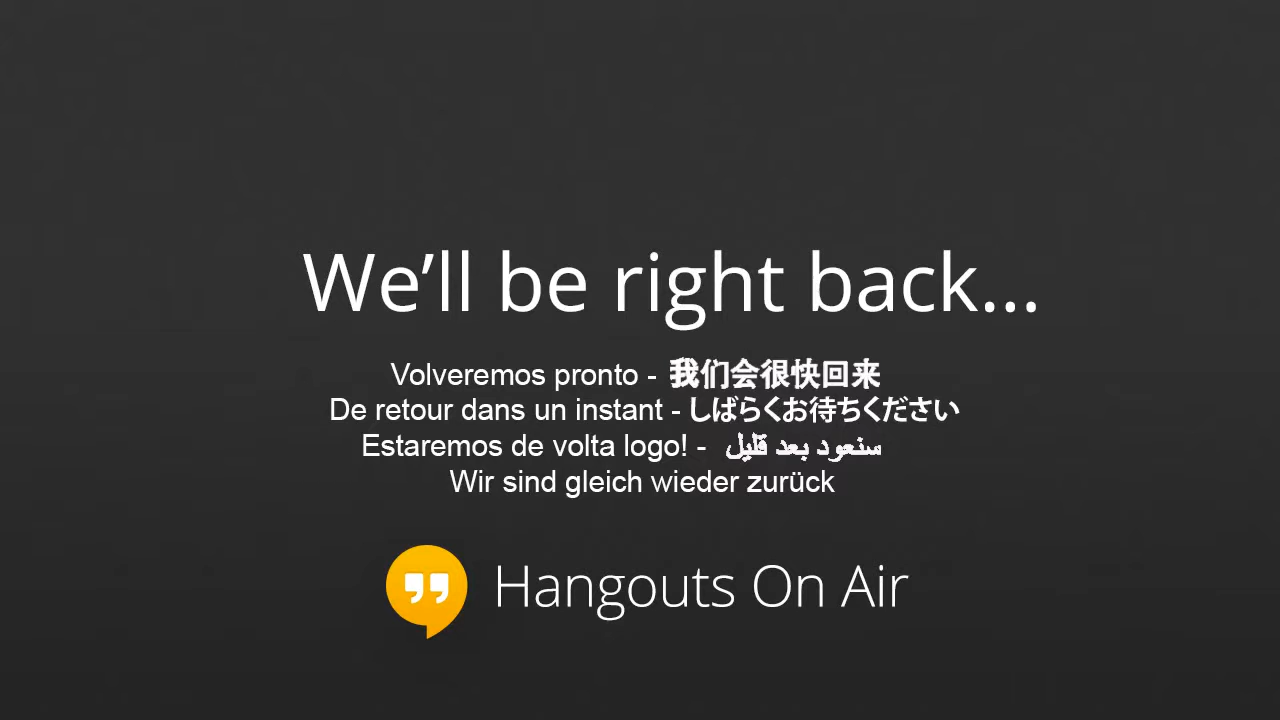 We’ll be right back...
Volveremos pronto - 我们会很快回来
De retour dans un instant - しばらくお待ちください
Estaremos de volta logo! - سنعود بعد قليل
Wir sind gleich wieder zurück
Hangouts On Air